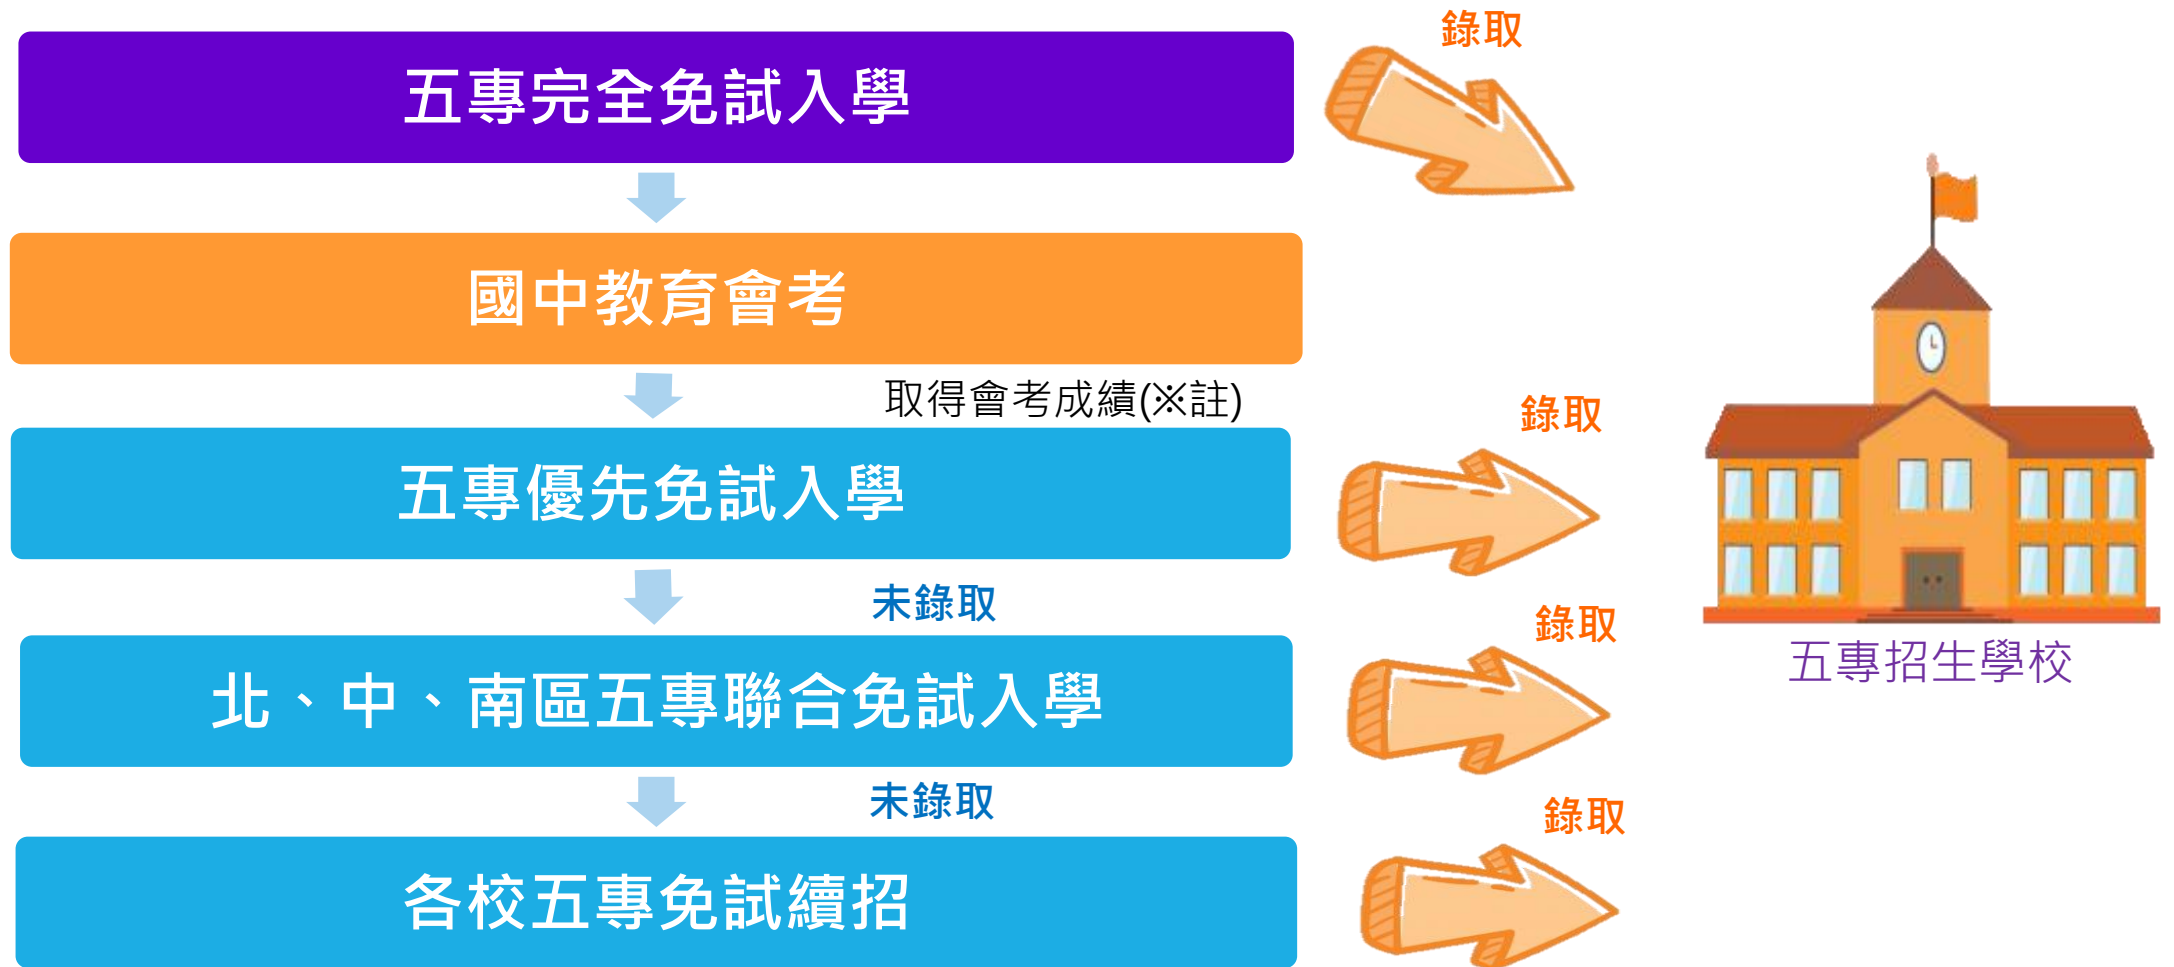 錄取
五專完全免試入學
國中教育會考
取得會考成績(※註)
錄取
五專優先免試入學
未錄取
錄取
五專招生學校
北、中、南區五專聯合免試入學
未錄取
錄取
各校五專免試續招